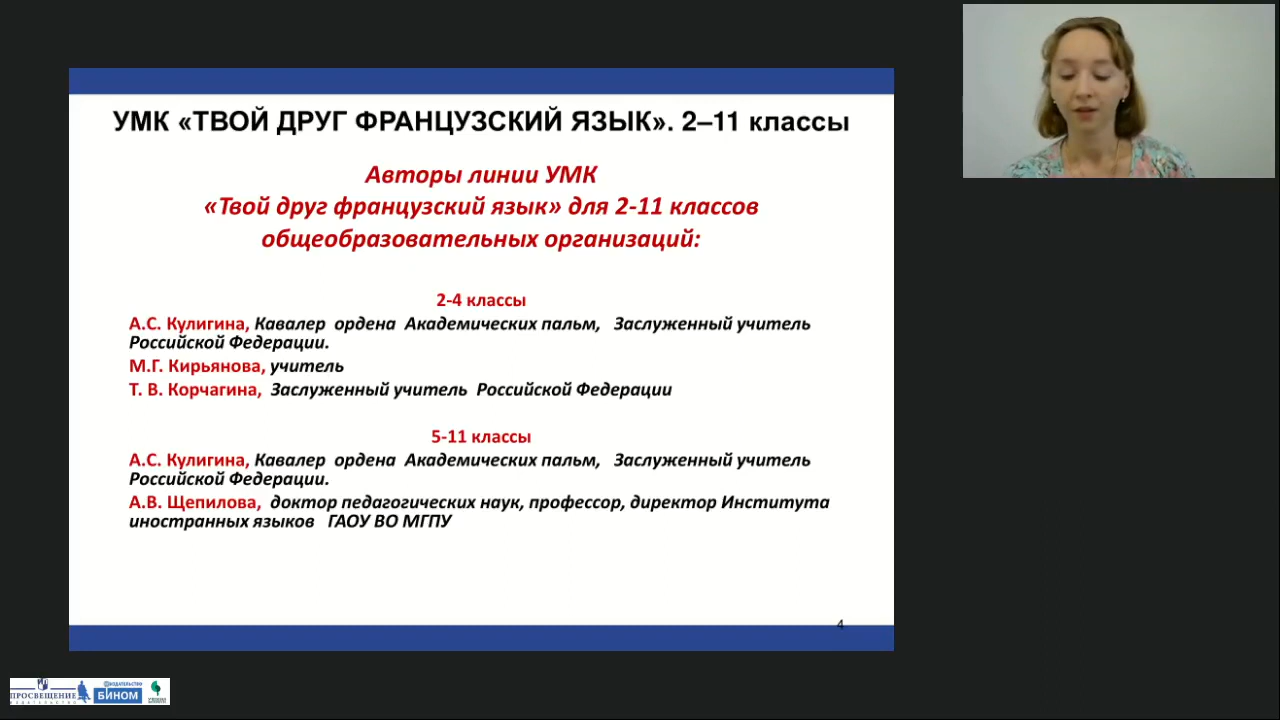 УМК «ТВОЙ ДРУГ ФРАНЦУЗСКИЙ ЯЗЫК». 2–11 классы
Авторы линии УМК
«Твой друг французский язык» для 2-11 классов
общеобразовательных организаций:
2-4 классы
А.С. Кулигина, Кавалер ордена Академических пальм, Заслуженный учитель
Российской Федерации.
М.Г. Кирьянова, учитель
Т. В. Корчагина, Заслуженный учитель Российской Федерации
5-11 классы
А.С. Кулигина, Кавалер ордена Академических пальм, Заслуженный учитель
Российской Федерации.
А.В. Щепилова, доктор педагогических наук, профессор, директор Института
иностранных языков ГАОУ ВО МГПУ
4
ПРОСВЕЩЕНИЕ
ИЗДАТЕЛЬСТВО
ИЗДАТЕЛЬСТВО
БИНОМ